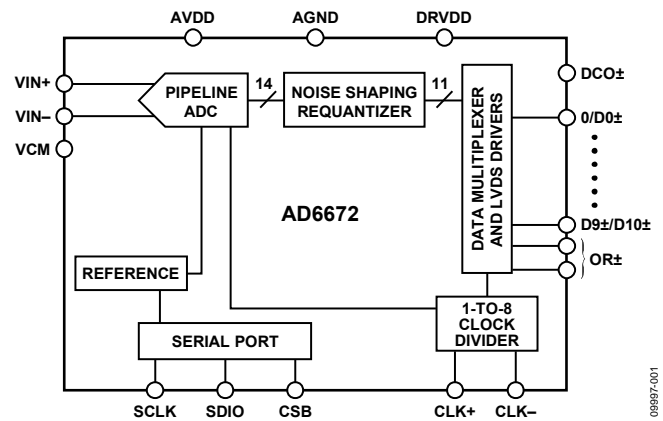 AVDD AGND DRVDD
VIN+
VIN–
VCM
PIPELINE
ADC
14
NOISE SHAPING
REQUANTIZER
11
DATA MULITIPLEXER
AND LVDS DRIVERS
DCO±
0/D0±
D9±/D10±
OR±
AD6672
REFERENCE
SERIAL PORT
1-TO-8
CLOCK
DIVIDER
SCLK SDIO CSB CLK+ CLK–
09997-001